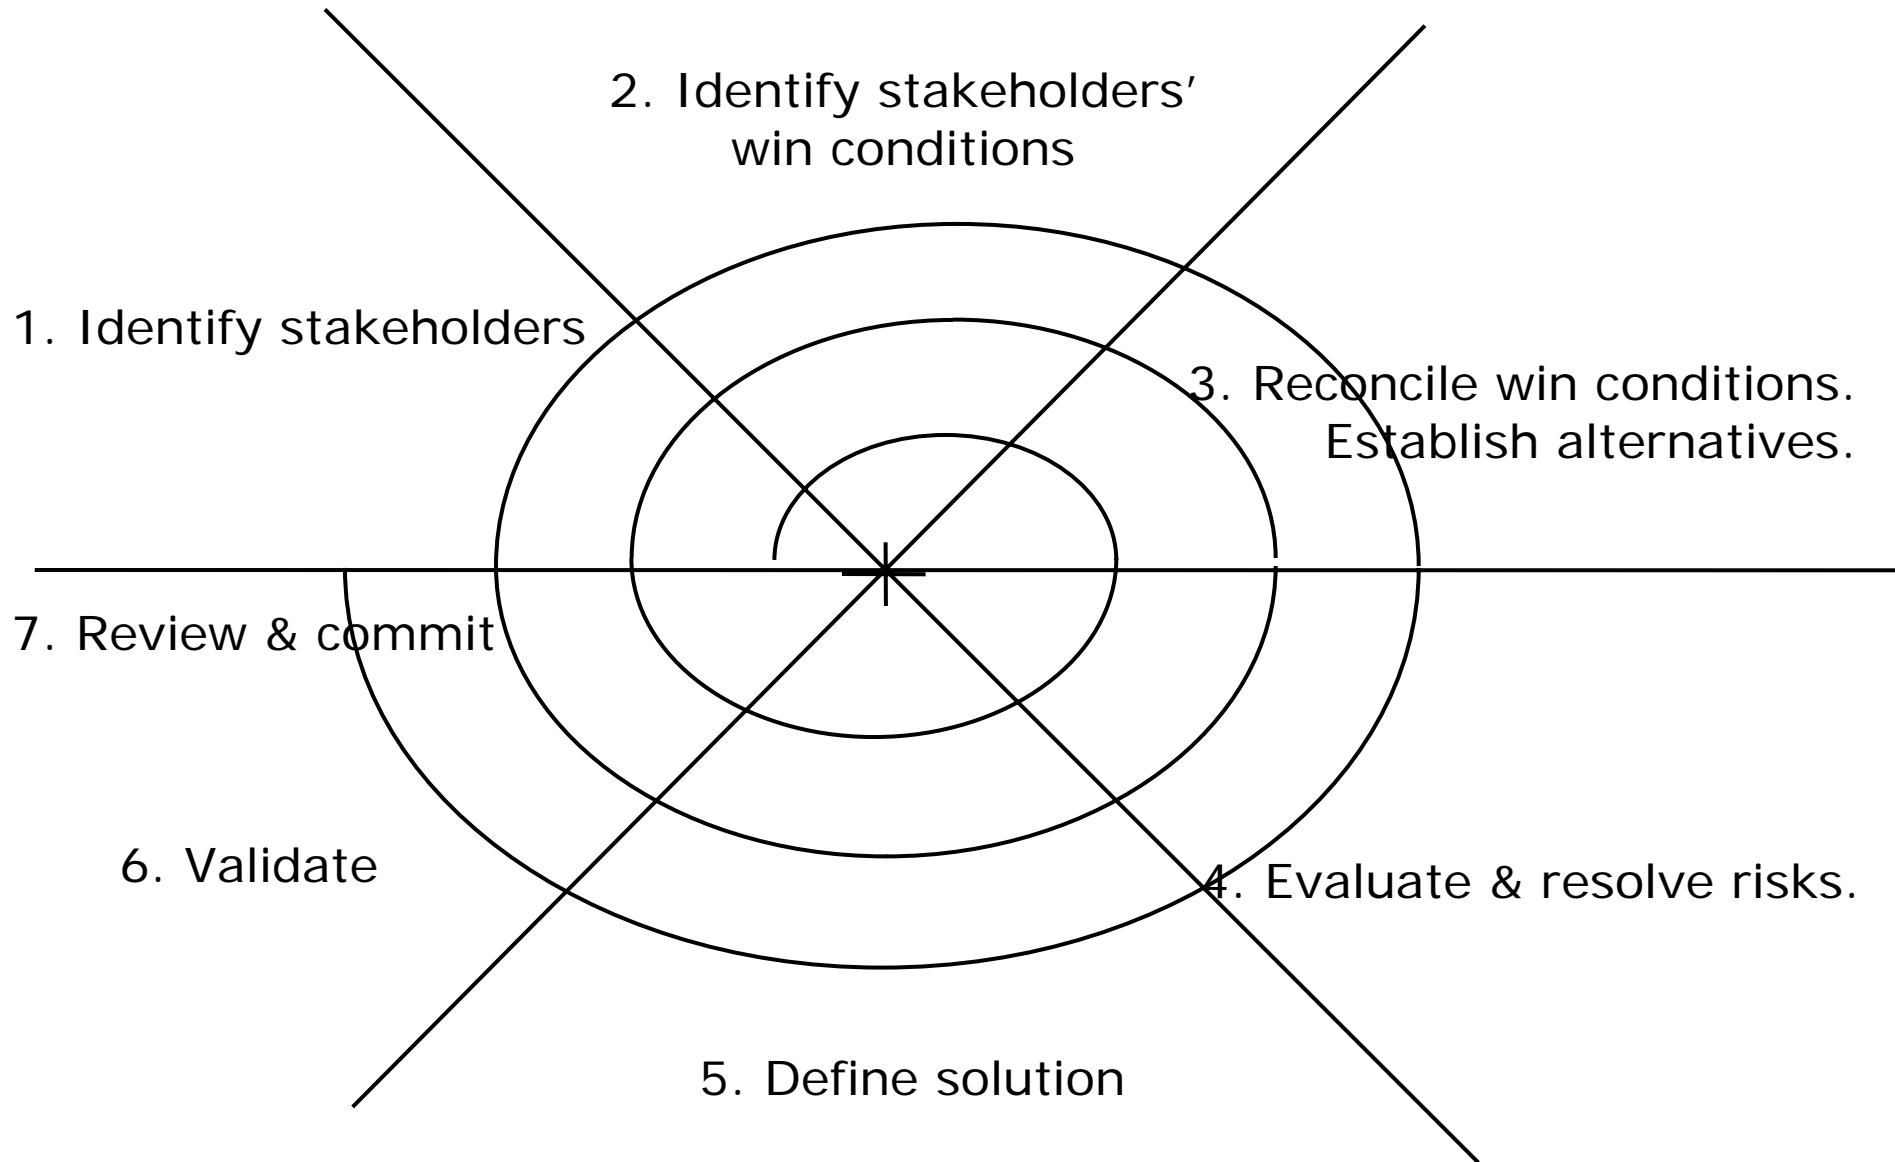 2. Identify stakeholders’
win conditions
1. Identify stakeholders
3. Reconcile win conditions.
Establish alternatives.
7. Review & commit
6. Validate
4. Evaluate & resolve risks.
5. Define solution